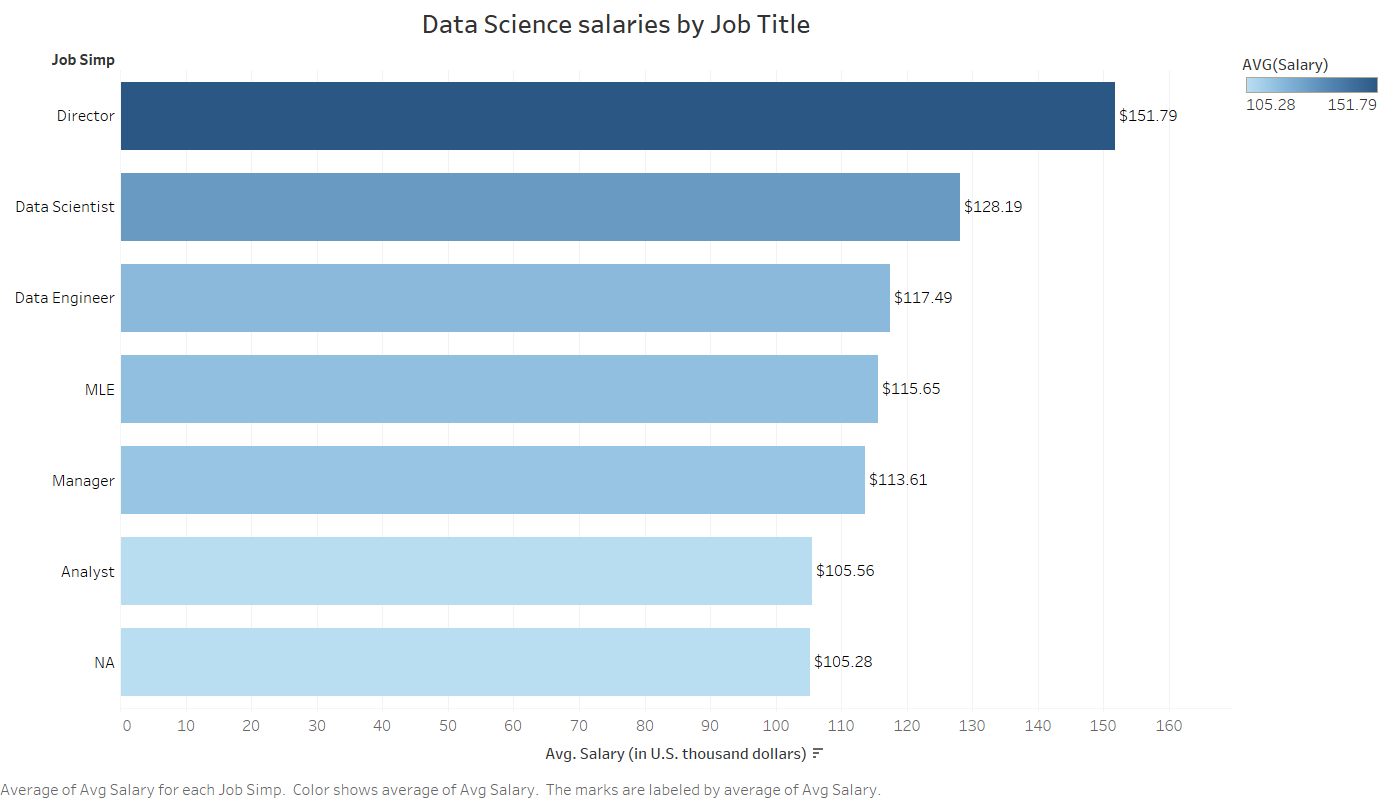 Data Science salaries by Job Title
Job Simp
AVG(Salary)
105.28 151.79
Director $151.79
Data Scientist $128.19
Data Engineer $117.49
MLE $115.65
Manager $113.61
Analyst $105.56
NA $105.28
0 10 20 30 40 50 60 70 80 90 100 110 120 130 140 150 160
Avg. Salary (in U.S. thousand dollars)
Average of Avg Salary for each Job Simp. Color shows average of Avg Salary. The marks are labeled by average of Avg Salary.